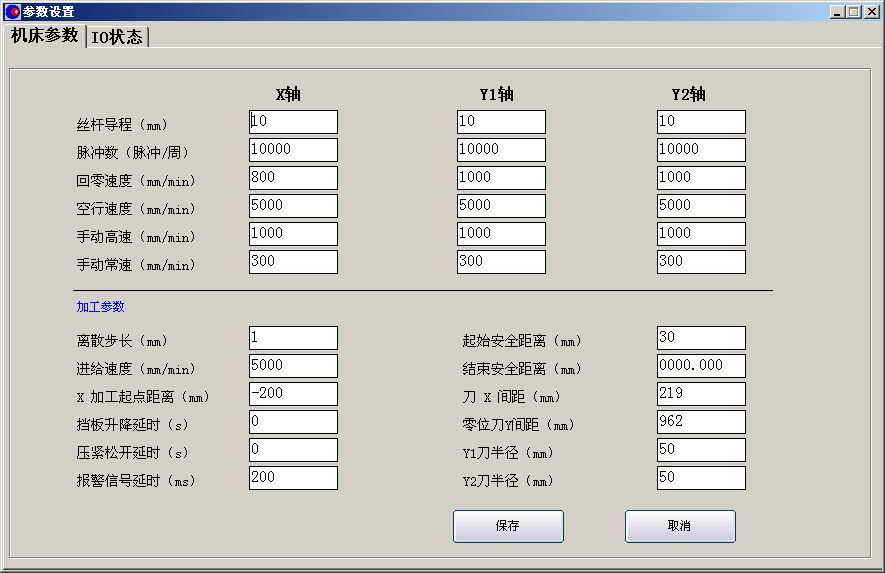 参数设置
机床参数 IO状态
X轴 Y1轴 Y2轴
丝杆导程（mm） 10 10 10
脉冲数（脉冲/周） 10000 10000 10000
回零速度（mm/min） 800 1000 1000
空行速度（mm/min） 5000 5000 5000
手动高速（mm/min） 1000 1000 1000
手动常速（mm/min） 300 300 300
加工参数
离散步长（mm） 1 起始安全距离（mm） 30
进给速度（mm/min） 5000 结束安全距离（mm） 0000.000
X 加工起点距离（mm） -200 刀 X 间距（mm） 219
挡板升降延时（s） 0 零位刀Y间距（mm） 962
压紧松开延时（s） 0 Y1刀半径（mm） 50
报警信号延时（ms） 200 Y2刀半径（mm） 50
保存 取消